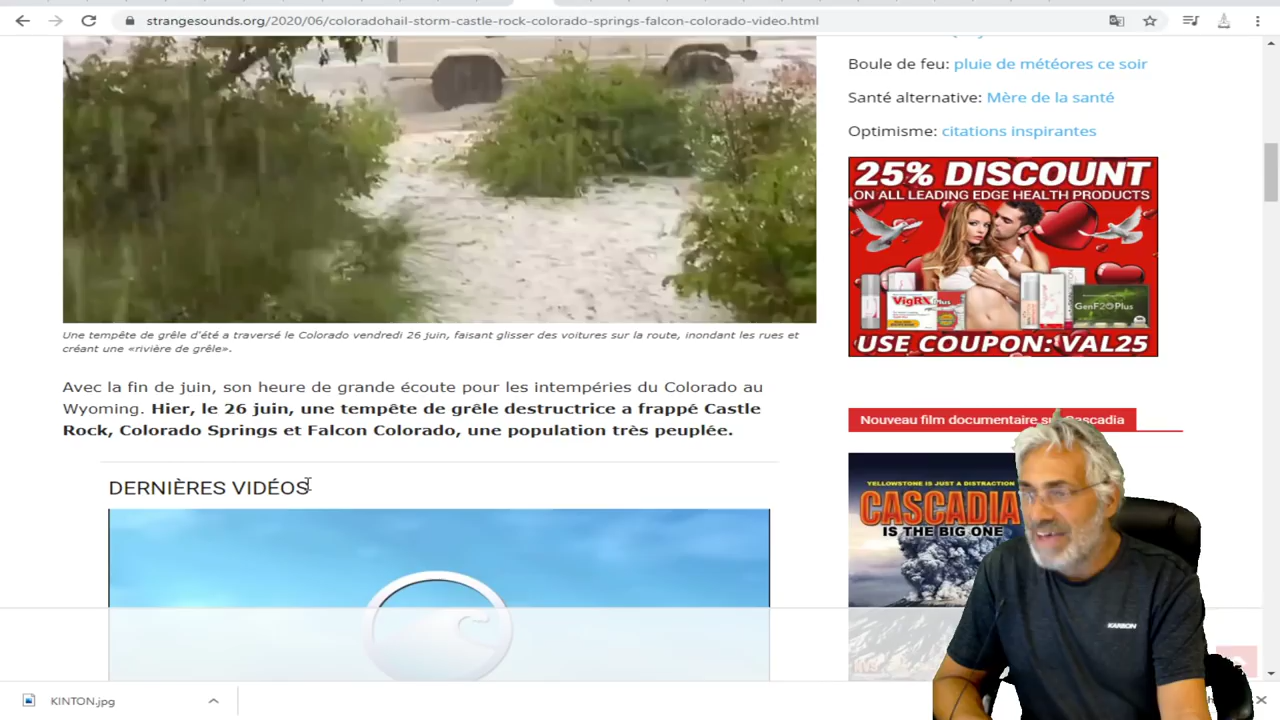 strangesounds.org/2020/06/coloradohail-storm-castle-rock-colorado-springs-falcon-colorado-video.html
Boule de feu: pluie de météores ce soir
Santé alternative: Mère de la santé
Optimisme: citations inspirantes
25% DISCOUNT
ON ALL LEADING EDGE HEALTH PRODUCTS
VigRX Plus
GenF20 Plus
USE COUPON: VAL25
Une tempête de grêle d'été a traversé le Colorado vendredi 26 juin, faisant glisser des voitures sur la route, inondant les rues et
créant une «rivière de grêle».
Avec la fin de juin, son heure de grande écoute pour les intempéries du Colorado au
Wyoming. Hier, le 26 juin, une tempête de grêle destructrice a frappé Castle
Rock, Colorado Springs et Falcon Colorado, une population très peuplée.
DERNIÈRES VIDÉOS
Nouveau film documentaire sur Cascadia
YELLOWSTONE IS JUST A DISTRACTION
CASCADIA
IS THE BIG ONE
KARBON
KINTON.jpg